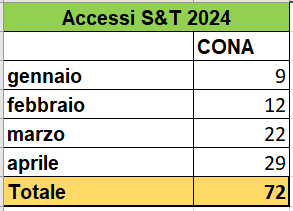 Accessi S&T 2024
CONA
gennaio 9
febbraio 12
marzo 22
aprile 29
Totale 72